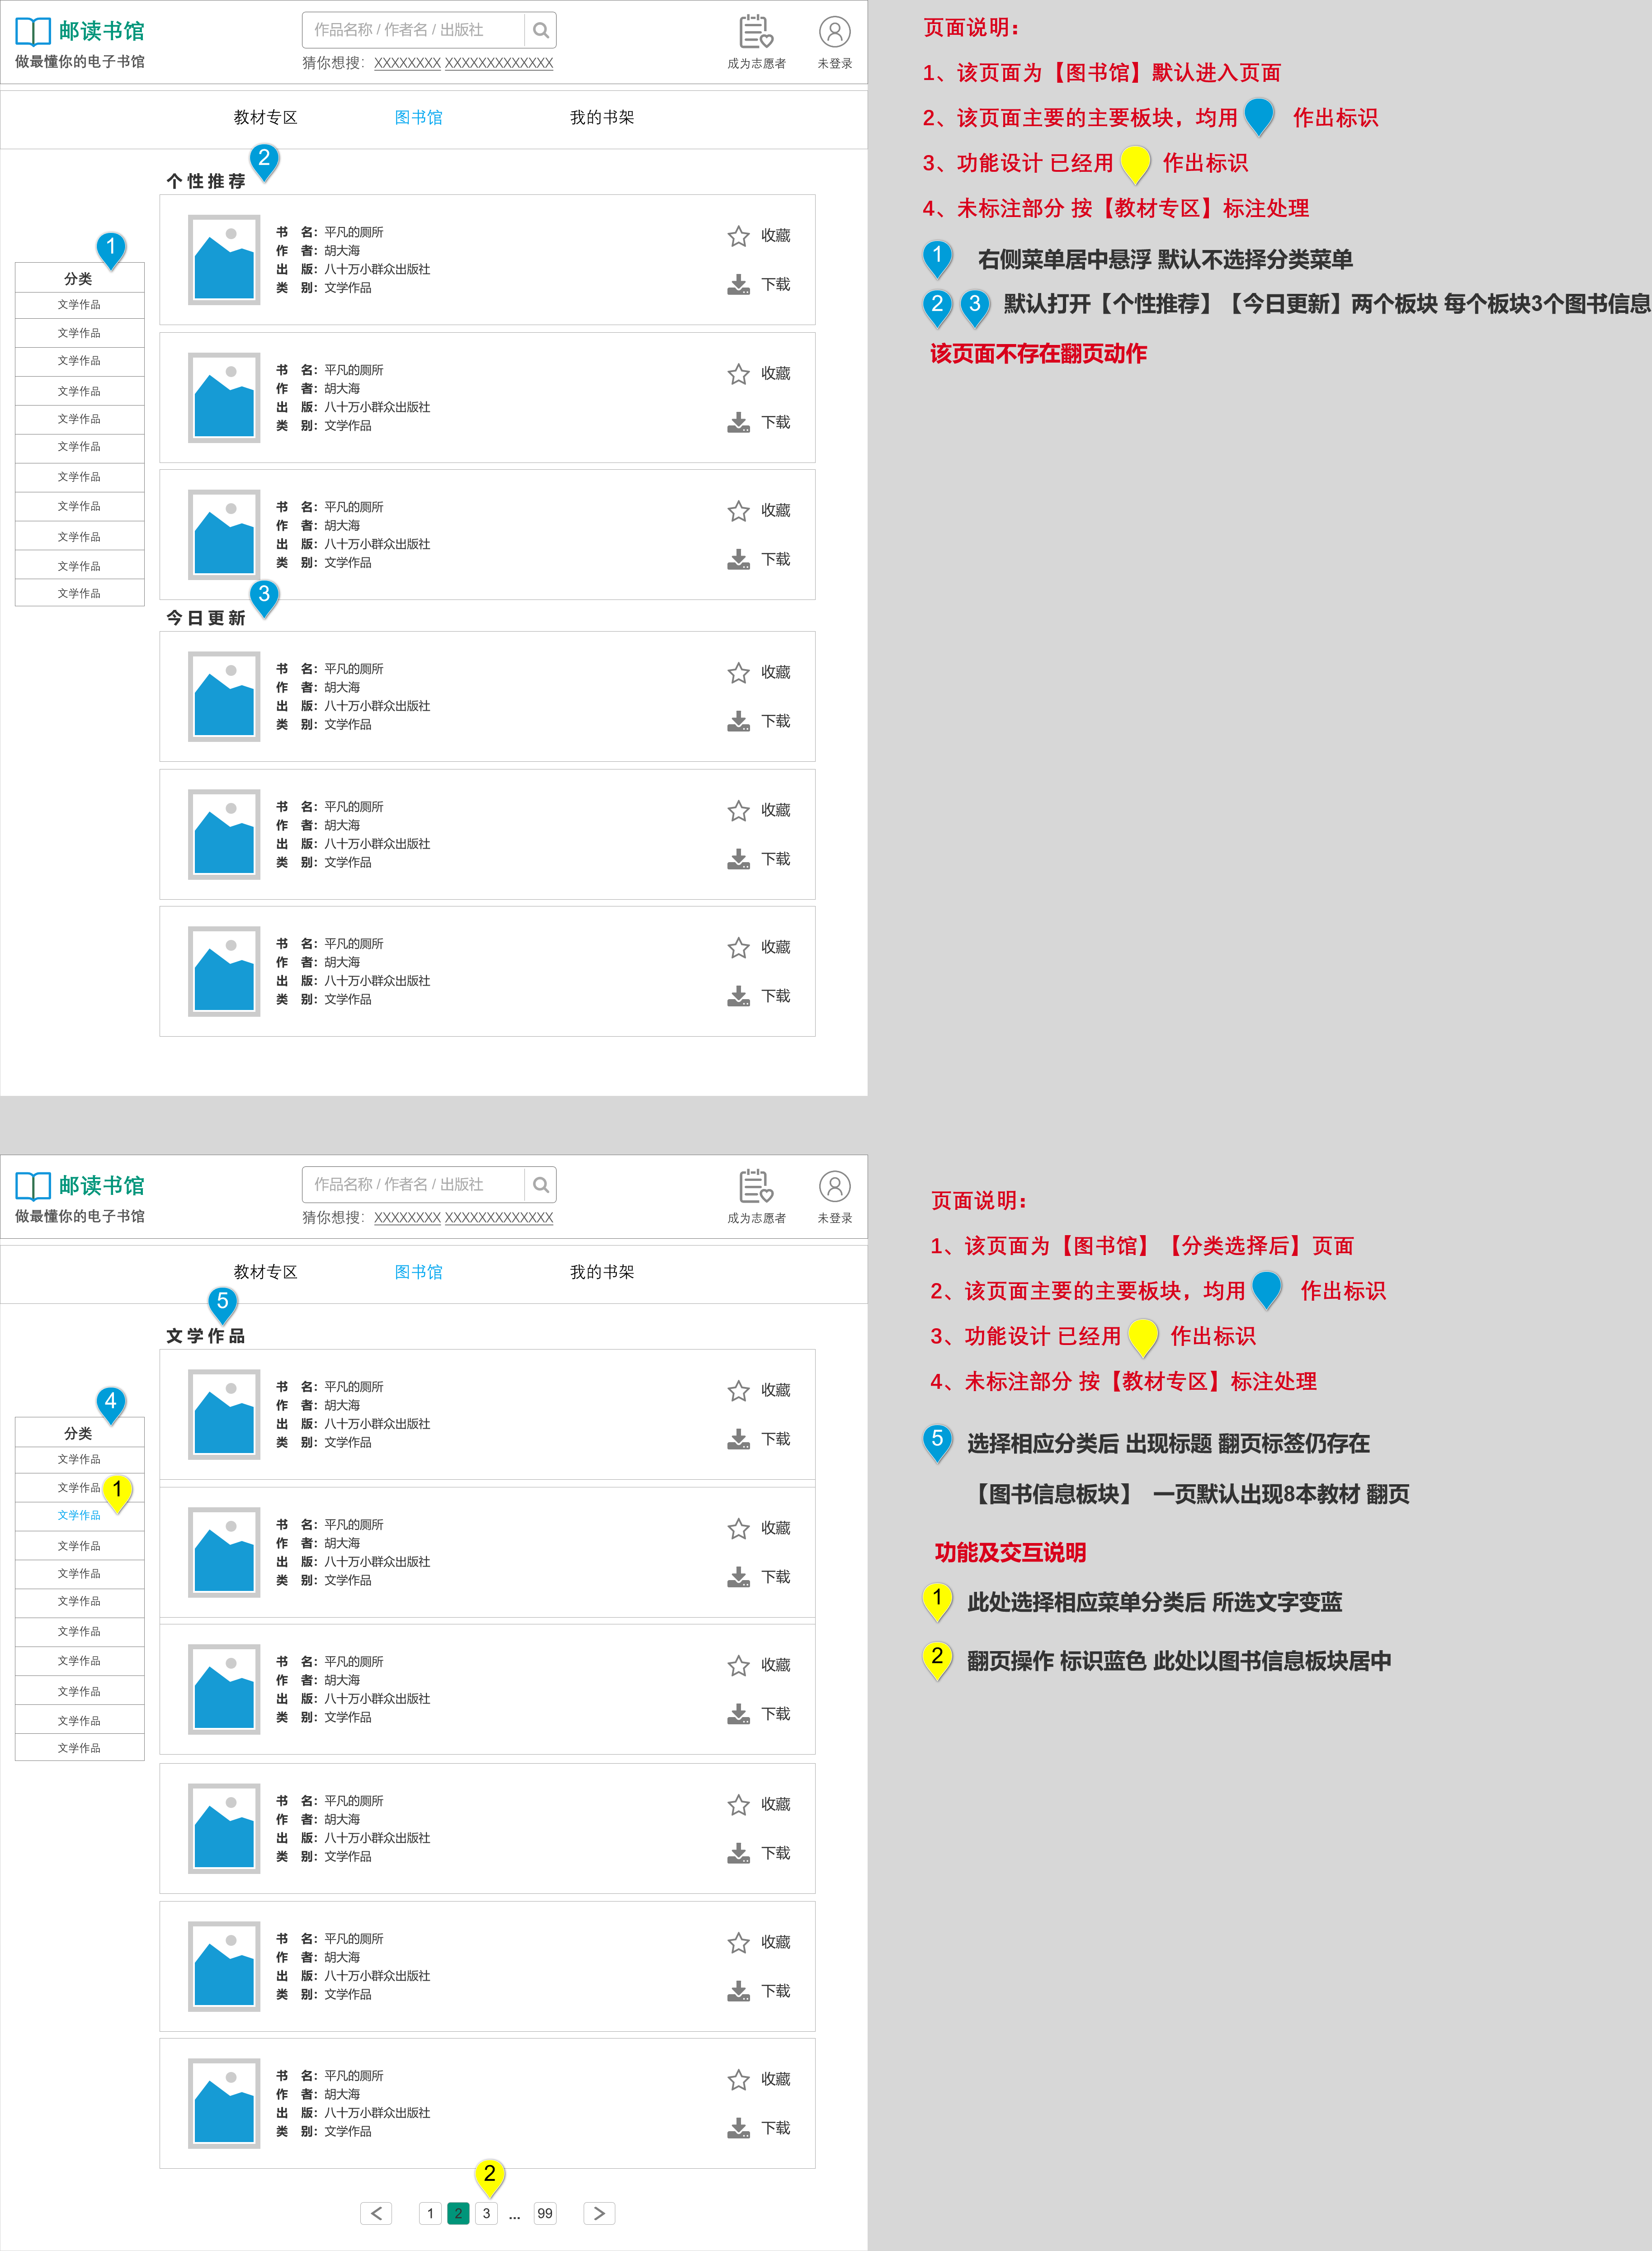 邮读书馆
做最懂你的电子书馆
作品名称 / 作者名 / 出版社
猜你想搜： XXXXXXXX XXXXXXXXXXXXX
成为志愿者
未登录
教材专区
图书馆
我的书架
1
分类
文学作品
文学作品
文学作品
文学作品
文学作品
文学作品
文学作品
文学作品
文学作品
文学作品
文学作品
个性推荐
2
书 名：平凡的厕所
作 者：胡大海
出 版：八十万小群众出版社
类 别：文学作品
收藏
下载
书 名：平凡的厕所
作 者：胡大海
出 版：八十万小群众出版社
类 别：文学作品
收藏
下载
书 名：平凡的厕所
作 者：胡大海
出 版：八十万小群众出版社
类 别：文学作品
收藏
下载
今日更新
3
书 名：平凡的厕所
作 者：胡大海
出 版：八十万小群众出版社
类 别：文学作品
收藏
下载
书 名：平凡的厕所
作 者：胡大海
出 版：八十万小群众出版社
类 别：文学作品
收藏
下载
书 名：平凡的厕所
作 者：胡大海
出 版：八十万小群众出版社
类 别：文学作品
收藏
下载
页面说明：
1、该页面为【图书馆】默认进入页面
2、该页面主要的主要板块，均用 作出标识
3、功能设计 已经用 作出标识
4、未标注部分 按【教材专区】标注处理
1 右侧菜单居中悬浮 默认不选择分类菜单
2 3 默认打开【个性推荐】【今日更新】两个板块 每个板块3个图书信息
该页面不存在翻页动作
邮读书馆
做最懂你的电子书馆
作品名称 / 作者名 / 出版社
猜你想搜： XXXXXXXX XXXXXXXXXXXXX
成为志愿者
未登录
教材专区
图书馆
我的书架
4
分类
文学作品
文学作品 1
文学作品
文学作品
文学作品
文学作品
文学作品
文学作品
文学作品
文学作品
文学作品
5
文学作品
书 名：平凡的厕所
作 者：胡大海
出 版：八十万小群众出版社
类 别：文学作品
收藏
下载
书 名：平凡的厕所
作 者：胡大海
出 版：八十万小群众出版社
类 别：文学作品
收藏
下载
书 名：平凡的厕所
作 者：胡大海
出 版：八十万小群众出版社
类 别：文学作品
收藏
下载
书 名：平凡的厕所
作 者：胡大海
出 版：八十万小群众出版社
类 别：文学作品
收藏
下载
书 名：平凡的厕所
作 者：胡大海
出 版：八十万小群众出版社
类 别：文学作品
收藏
下载
书 名：平凡的厕所
作 者：胡大海
出 版：八十万小群众出版社
类 别：文学作品
收藏
下载
2
< 1 2 3 ... 99 >
页面说明：
1、该页面为【图书馆】【分类选择后】页面
2、该页面主要的主要板块，均用 作出标识
3、功能设计 已经用 作出标识
4、未标注部分 按【教材专区】标注处理
5 选择相应分类后 出现标题 翻页标签仍存在
【图书信息板块】 一页默认出现8本教材 翻页
功能及交互说明
1 此处选择相应菜单分类后 所选文字变蓝
2 翻页操作 标识蓝色 此处以图书信息板块居中